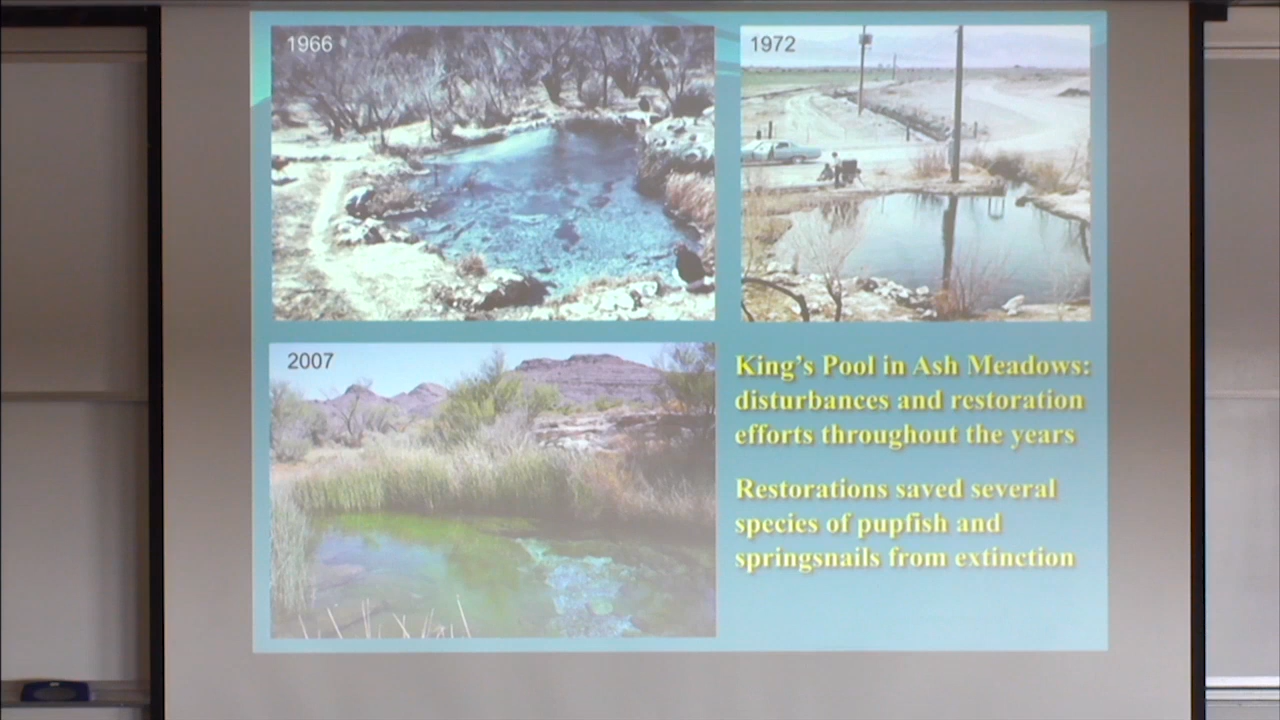 1966
1972
2007
King's Pool in Ash Meadows:
disturbances and restoration
efforts throughout the years
Restorations saved several
species of pupfish and
springsnails from extinction